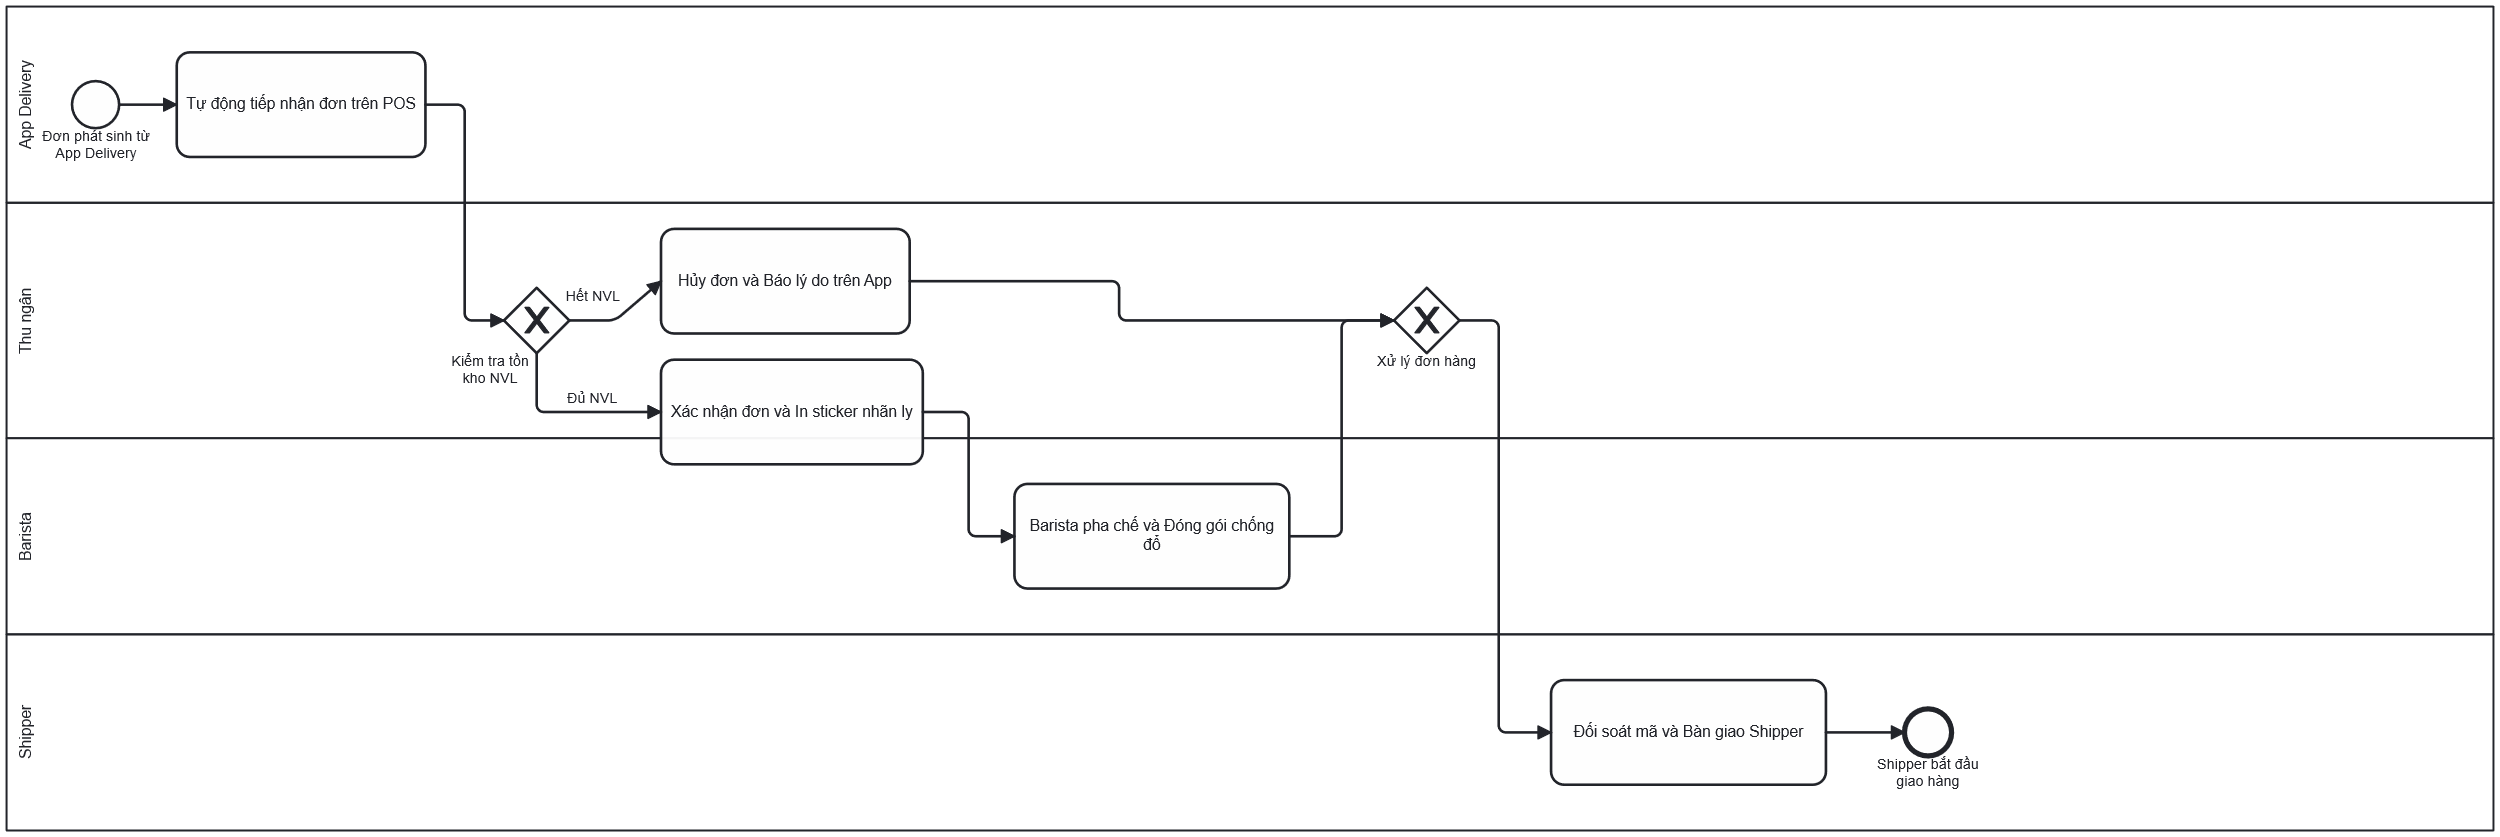 App Delivery
Tự động tiếp nhận đơn trên POS
Đơn phát sinh từ
App Delivery
Thu ngân
Hủy đơn và Báo lý do trên App
Hết NVL
Kiểm tra tồn
kho NVL
Xử lý đơn hàng
Đủ NVL
Xác nhận đơn và In sticker nhãn ly
Barista
Barista pha chế và Đóng gói chống
đổ
Shipper
Đối soát mã và Bàn giao Shipper
Shipper bắt đầu
giao hàng